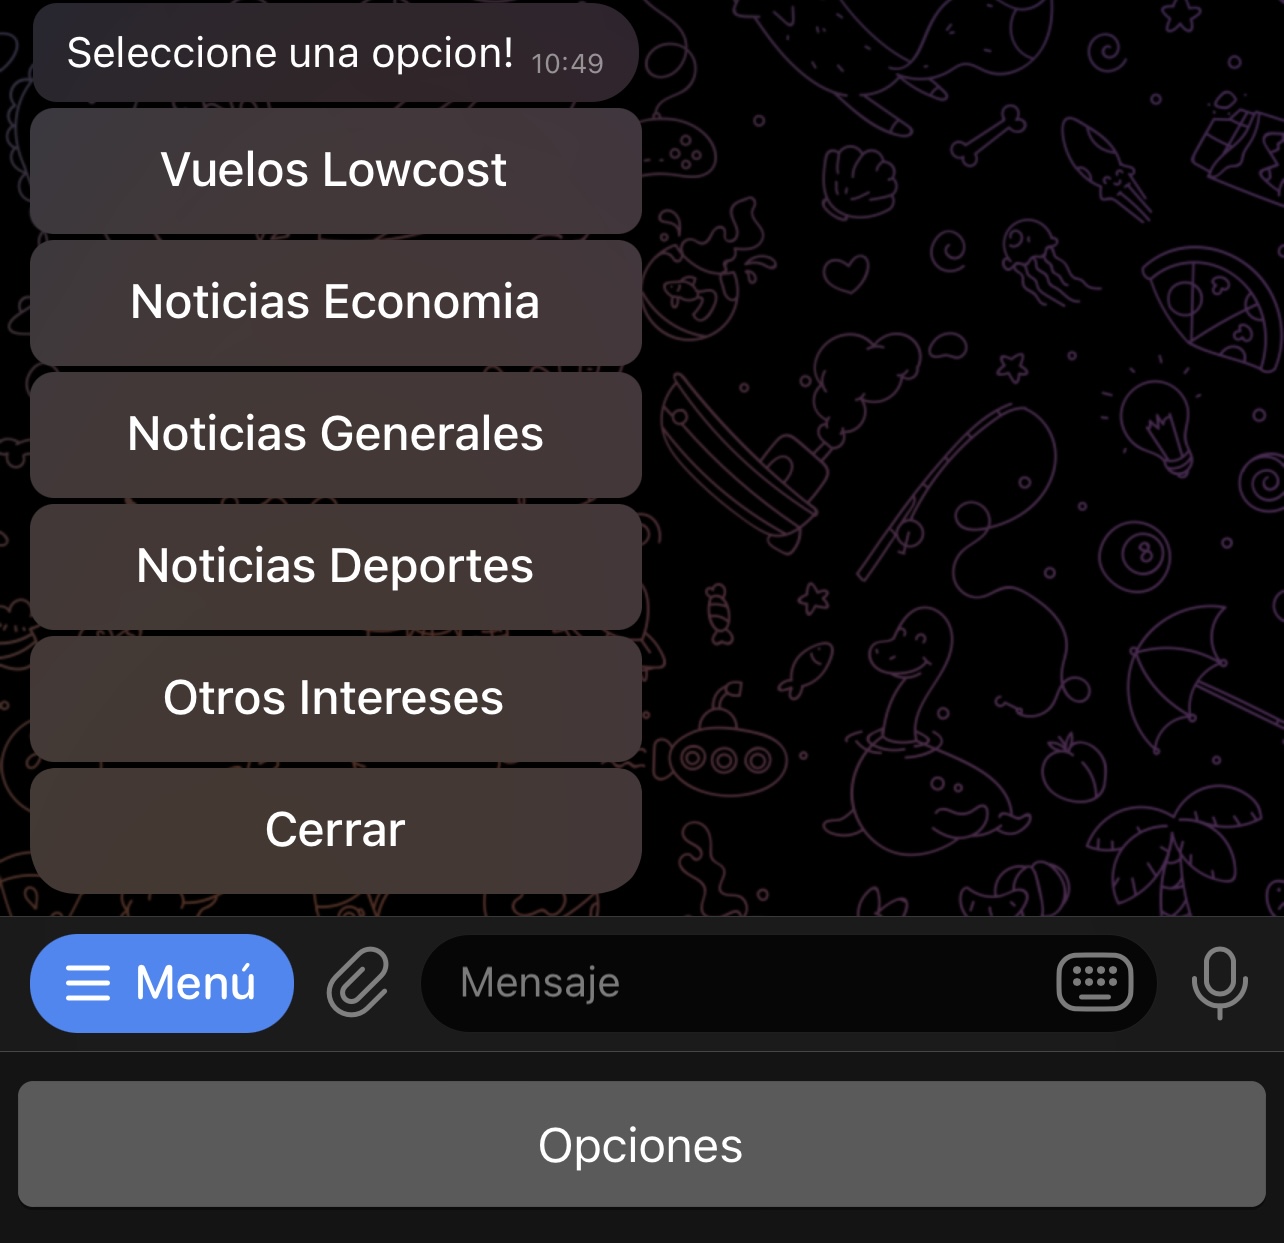 Seleccione una opcion! 10:49
Vuelos Lowcost
Noticias Economia
Noticias Generales
Noticias Deportes
Otros Intereses
Cerrar
Menú Mensaje
Opciones